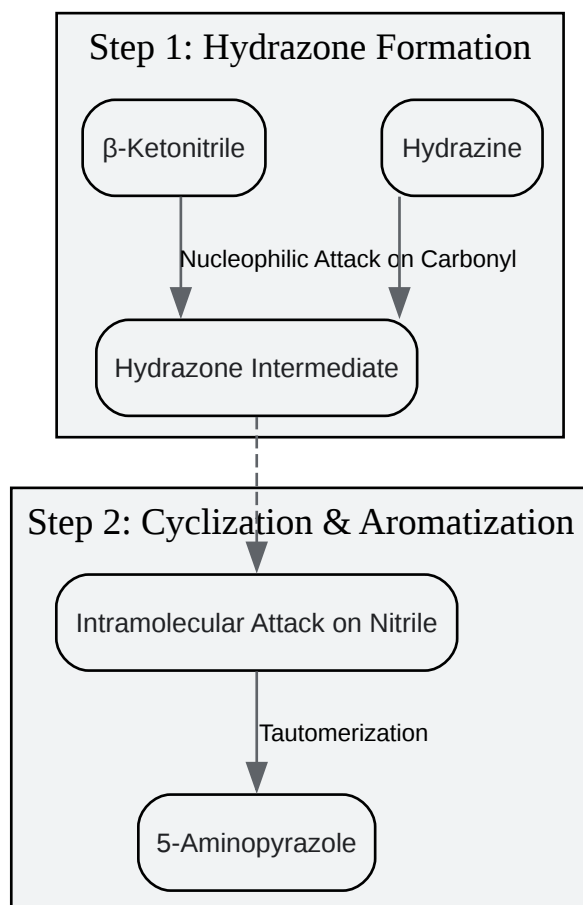 Step 1: Hydrazone Formation
β-Ketonitrile
Hydrazine
Nucleophilic Attack on Carbonyl
Hydrazone Intermediate
Step 2: Cyclization & Aromatization
Intramolecular Attack on Nitrile
Tautomerization
5-Aminopyrazole